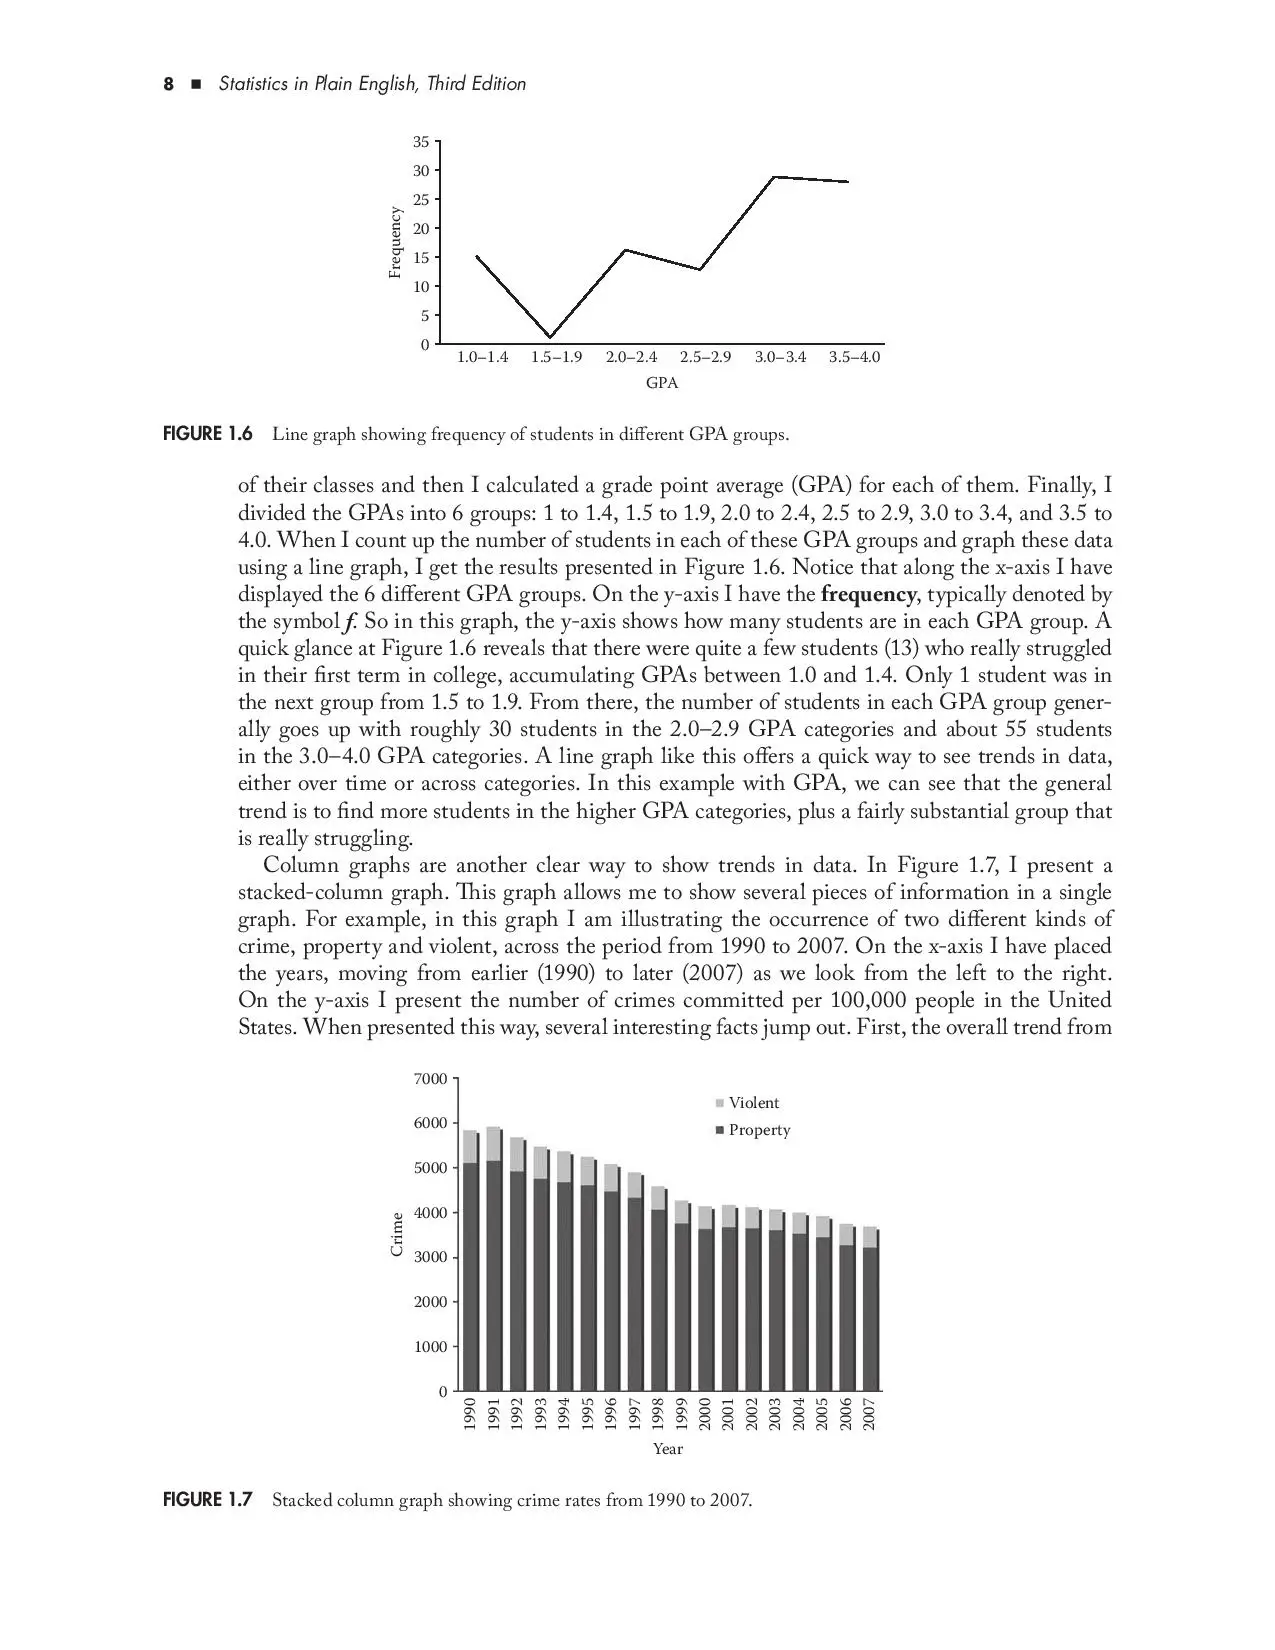 8 ■ Statistics in Plain English, Third Edition
35
30
25
20
15
10
5
0
Frequency
1.0–1.4 1.5–1.9 2.0–2.4 2.5–2.9 3.0–3.4 3.5–4.0
GPA
FIGURE 1.6 Line graph showing frequency of students in different GPA groups.
of their classes and then I calculated a grade point average (GPA) for each of them. Finally, I
divided the GPAs into 6 groups: 1 to 1.4, 1.5 to 1.9, 2.0 to 2.4, 2.5 to 2.9, 3.0 to 3.4, and 3.5 to
4.0. When I count up the number of students in each of these GPA groups and graph these data
using a line graph, I get the results presented in Figure 1.6. Notice that along the x-axis I have
displayed the 6 different GPA groups. On the y-axis I have the frequency, typically denoted by
the symbol f. So in this graph, the y-axis shows how many students are in each GPA group. A
quick glance at Figure 1.6 reveals that there were quite a few students (13) who really struggled
in their first term in college, accumulating GPAs between 1.0 and 1.4. Only 1 student was in
the next group from 1.5 to 1.9. From there, the number of students in each GPA group gener-
ally goes up with roughly 30 students in the 2.0–2.9 GPA categories and about 55 students
in the 3.0–4.0 GPA categories. A line graph like this offers a quick way to see trends in data,
either over time or across categories. In this example with GPA, we can see that the general
trend is to find more students in the higher GPA categories, plus a fairly substantial group that
is really struggling.
Column graphs are another clear way to show trends in data. In Figure 1.7, I present a
stacked-column graph. This graph allows me to show several pieces of information in a single
graph. For example, in this graph I am illustrating the occurrence of two different kinds of
crime, property and violent, across the period from 1990 to 2007. On the x-axis I have placed
the years, moving from earlier (1990) to later (2007) as we look from the left to the right.
On the y-axis I present the number of crimes committed per 100,000 people in the United
States. When presented this way, several interesting facts jump out. First, the overall trend from
7000
6000
5000
4000
3000
2000
1000
0
Crime
Violent
Property
1990 1991 1992 1993 1994 1995 1996 1997 1998 1999 2000 2001 2002 2003 2004 2005 2006 2007
Year
FIGURE 1.7 Stacked column graph showing crime rates from 1990 to 2007.